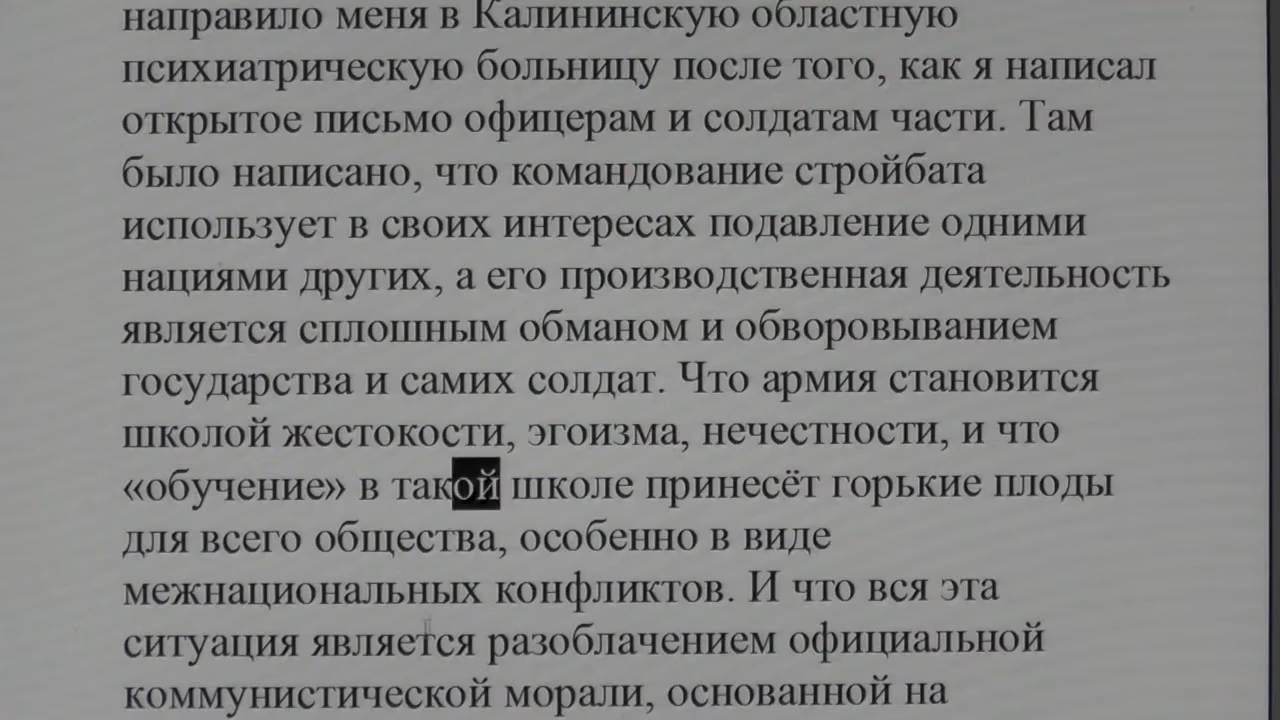 направило меня в Калининскую областную
психиатрическую больницу после того, как я написал
открытое письмо офицерам и солдатам части. Там
было написано, что командование стройбата
использует в своих интересах подавление одними
нациями других, а его производственная деятельность
является сплошным обманом и обворовыванием
государства и самих солдат. Что армия становится
школой жестокости, эгоизма, нечестности, и что
«обучение» в такой школе принесёт горькие плоды
для всего общества, особенно в виде
межнациональных конфликтов. И что вся эта
ситуация является разоблачением официальной
коммунистической морали, основанной на